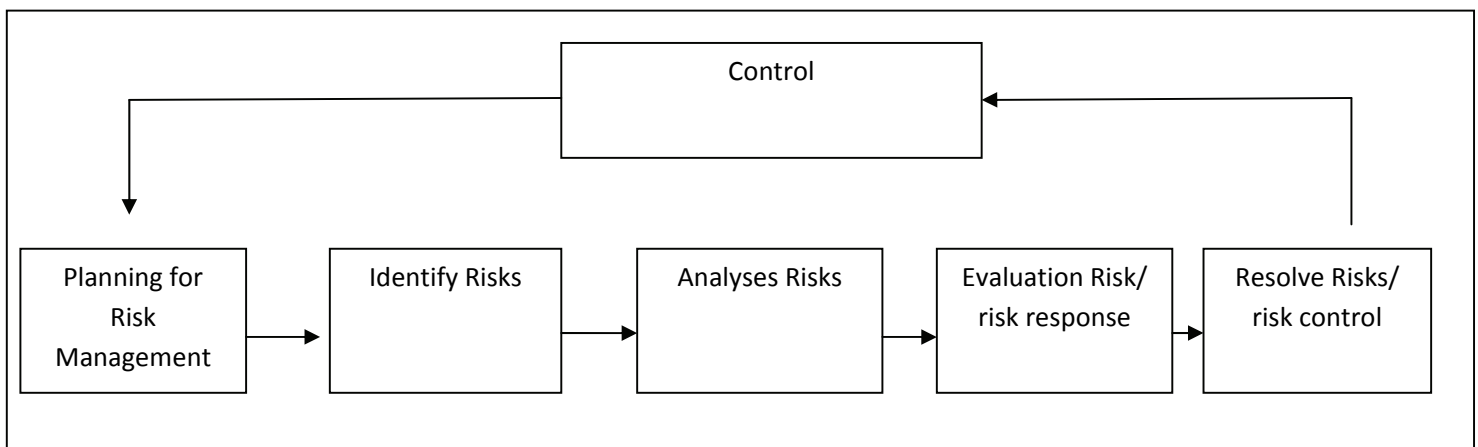 Control
Planning for
Risk
Management
Identify Risks
Analyses Risks
Evaluation Risk/
risk response
Resolve Risks/
risk control